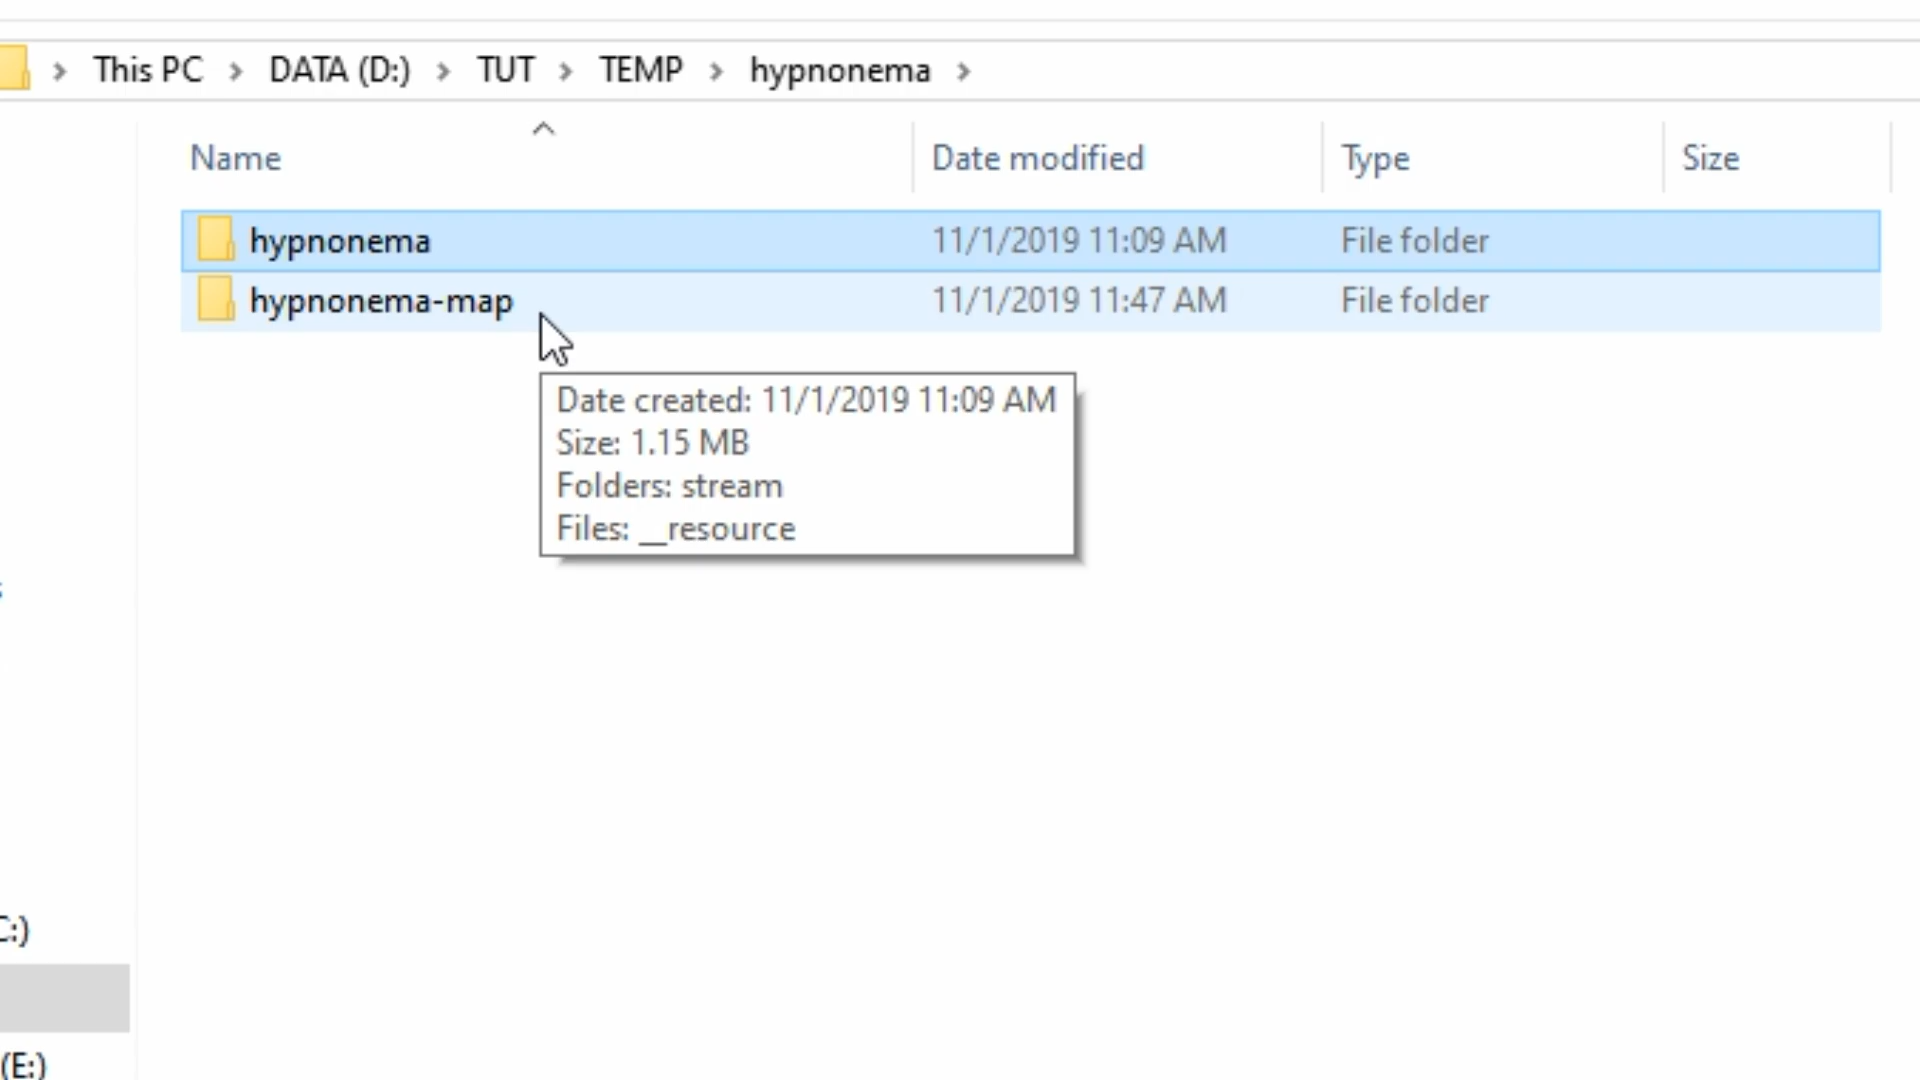 This PC > DATA (D:) > TUT > TEMP > hypnonema >
Name Date modified Type Size
hypnonema 11/1/2019 11:09 AM File folder
hypnonema-map 11/1/2019 11:47 AM File folder
Date created: 11/1/2019 11:09 AM
Size: 1.15 MB
Folders: stream
Files: __resource
s
C:)
(E:)